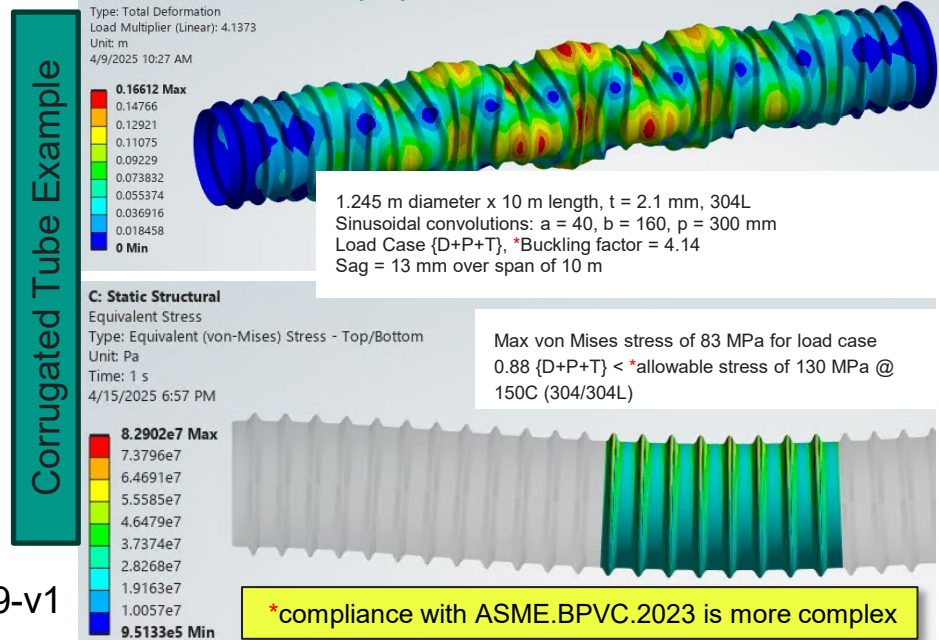 Corrugated Tube Example
Type: Total Deformation
Load Multiplier (Linear): 4.1373
Unit: m
4/9/2025 10:27 AM
0.16612 Max
0.14766
0.12921
0.11075
0.09229
0.073832
0.055374
0.036916
0.018458
0 Min
1.245 m diameter x 10 m length, t = 2.1 mm, 304L
Sinusoidal convolutions: a = 40, b = 160, p = 300 mm
Load Case {D+P+T}, *Buckling factor = 4.14
Sag = 13 mm over span of 10 m
C: Static Structural
Equivalent Stress
Type: Equivalent (von-Mises) Stress - Top/Bottom
Unit: Pa
Time: 1 s
4/15/2025 6:57 PM
8.2902e7 Max
7.3796e7
6.4691e7
5.5585e7
4.6479e7
3.7374e7
2.8268e7
1.9163e7
1.0057e7
9.5133e5 Min
Max von Mises stress of 83 MPa for load case
0.88 {D+P+T} < *allowable stress of 130 MPa @
150C (304/304L)
*compliance with ASME.BPVC.2023 is more complex
9-v1